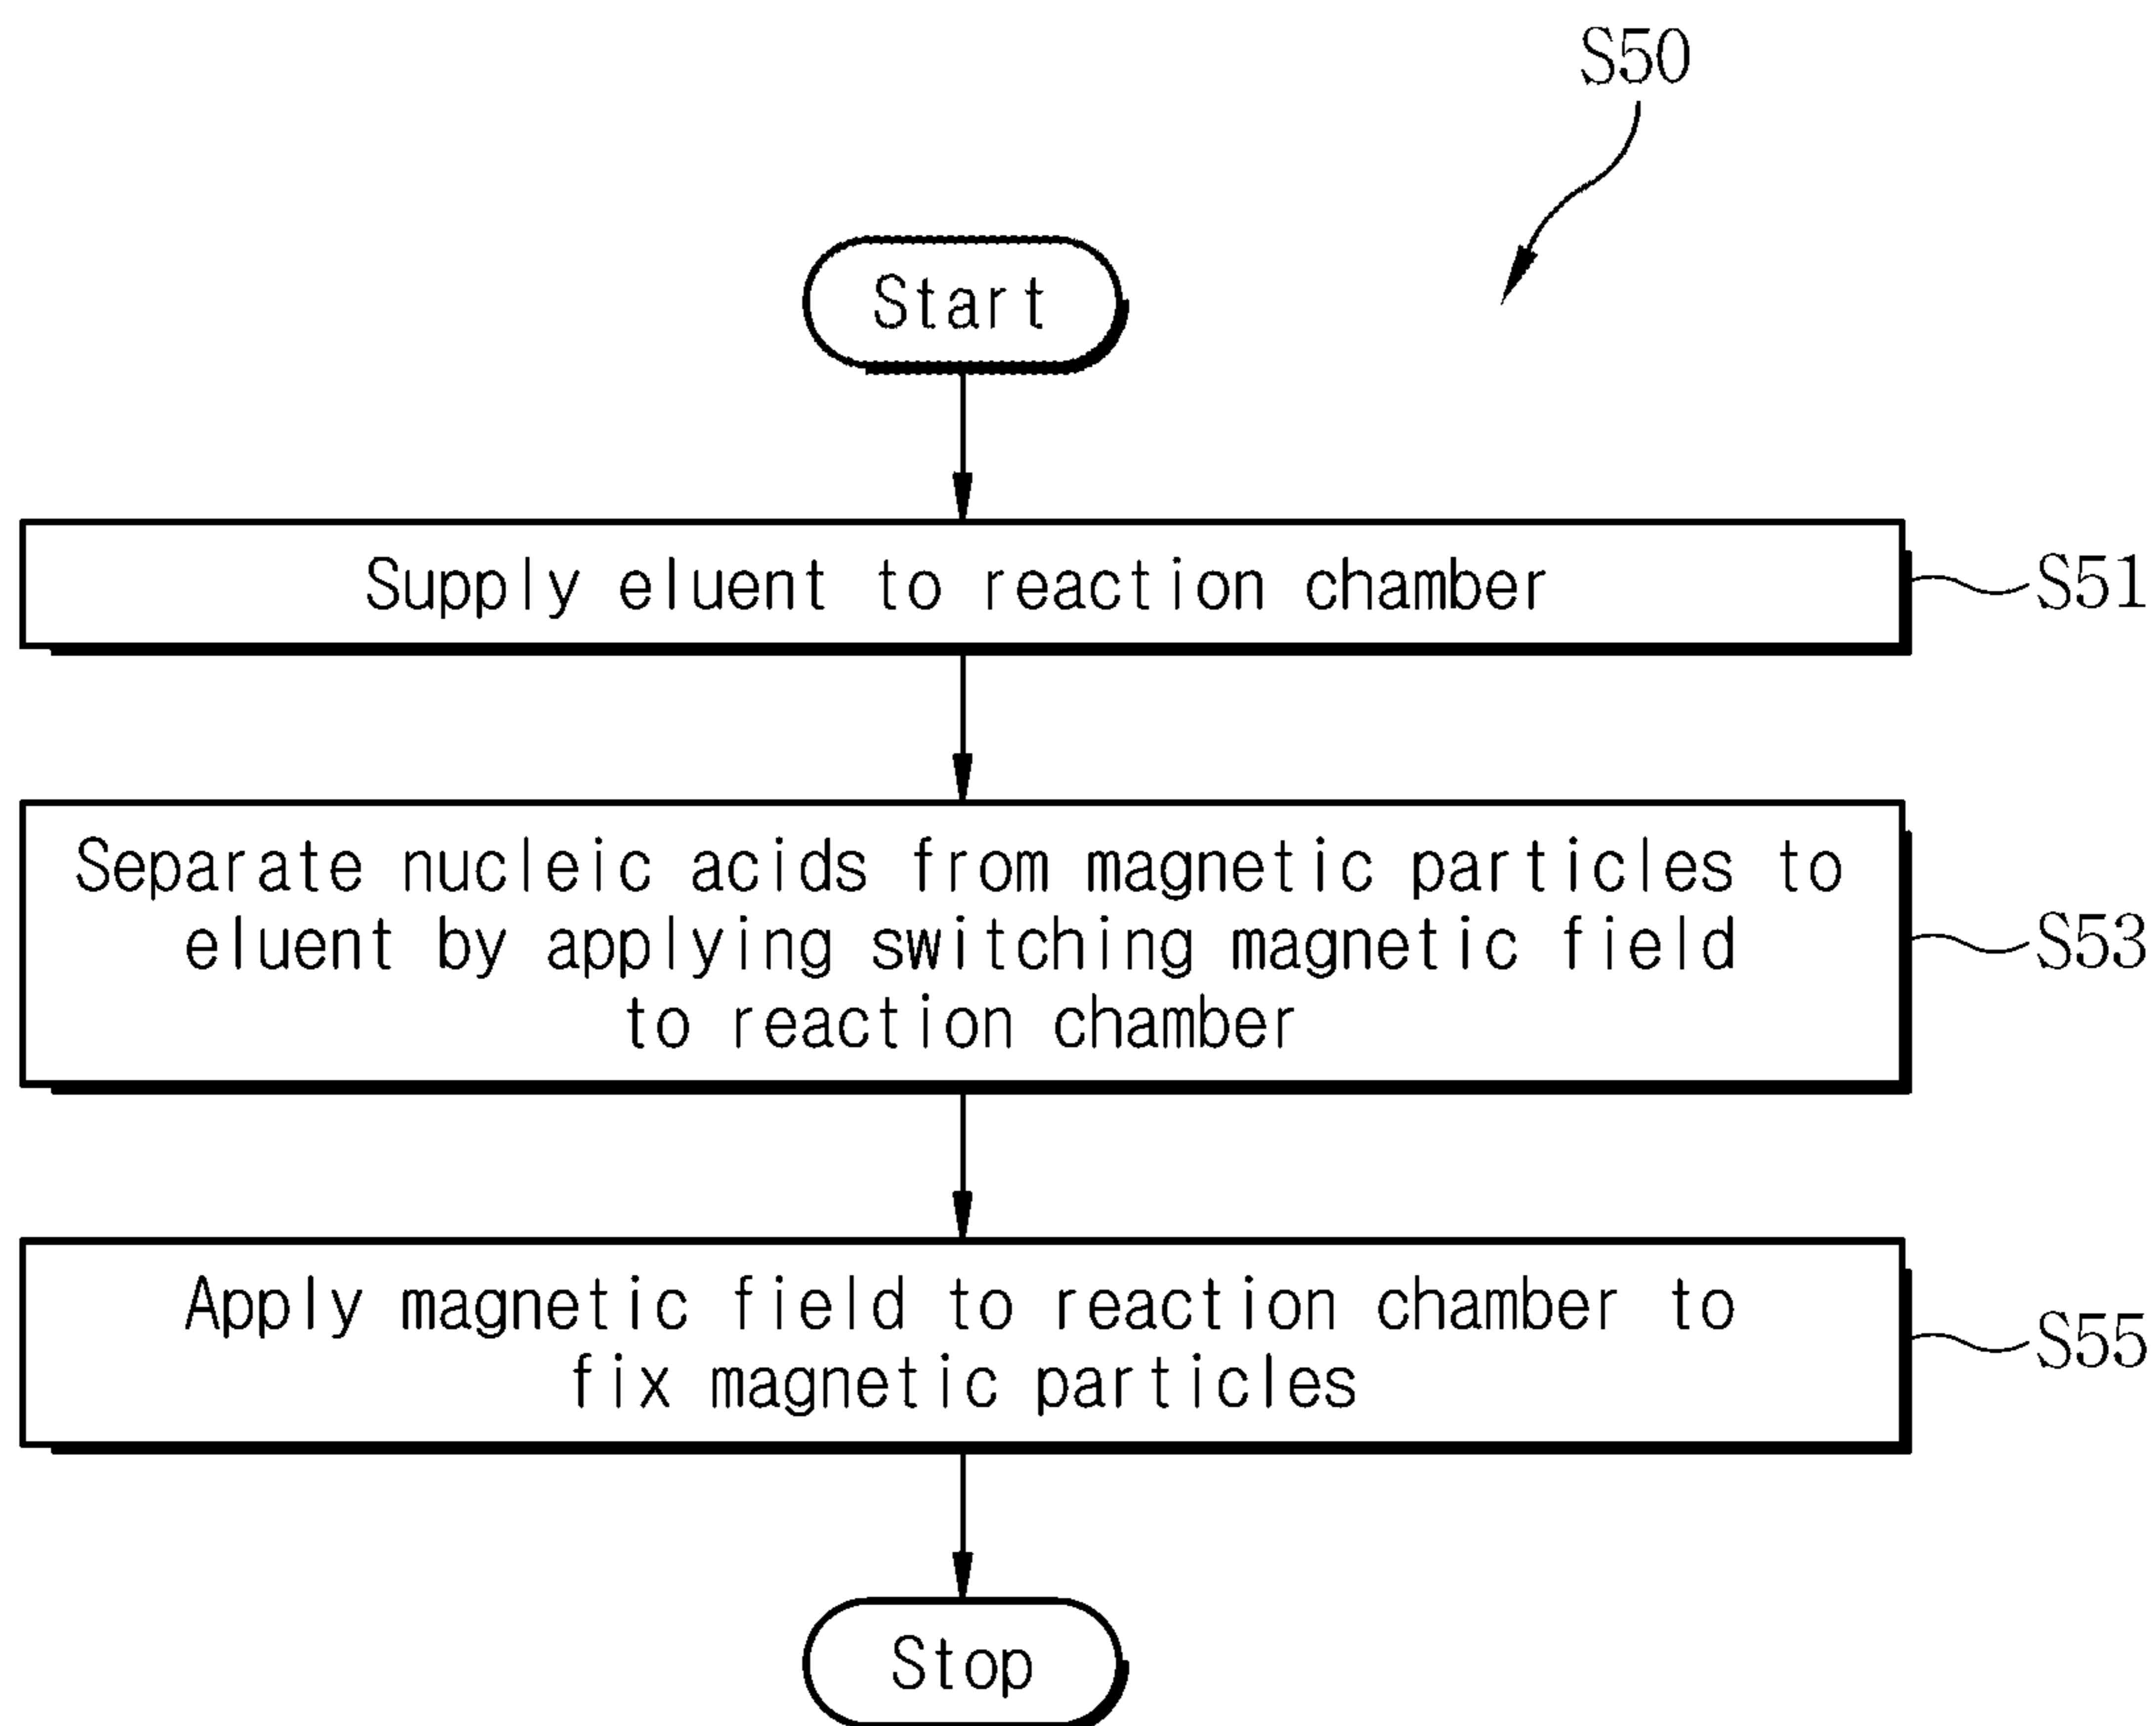 S50
Start
Supply eluent to reaction chamber
S51
Separate nucleic acids from magnetic particles to
eluent by applying switching magnetic field
to reaction chamber
S53
Apply magnetic field to reaction chamber to
fix magnetic particles
S55
Stop